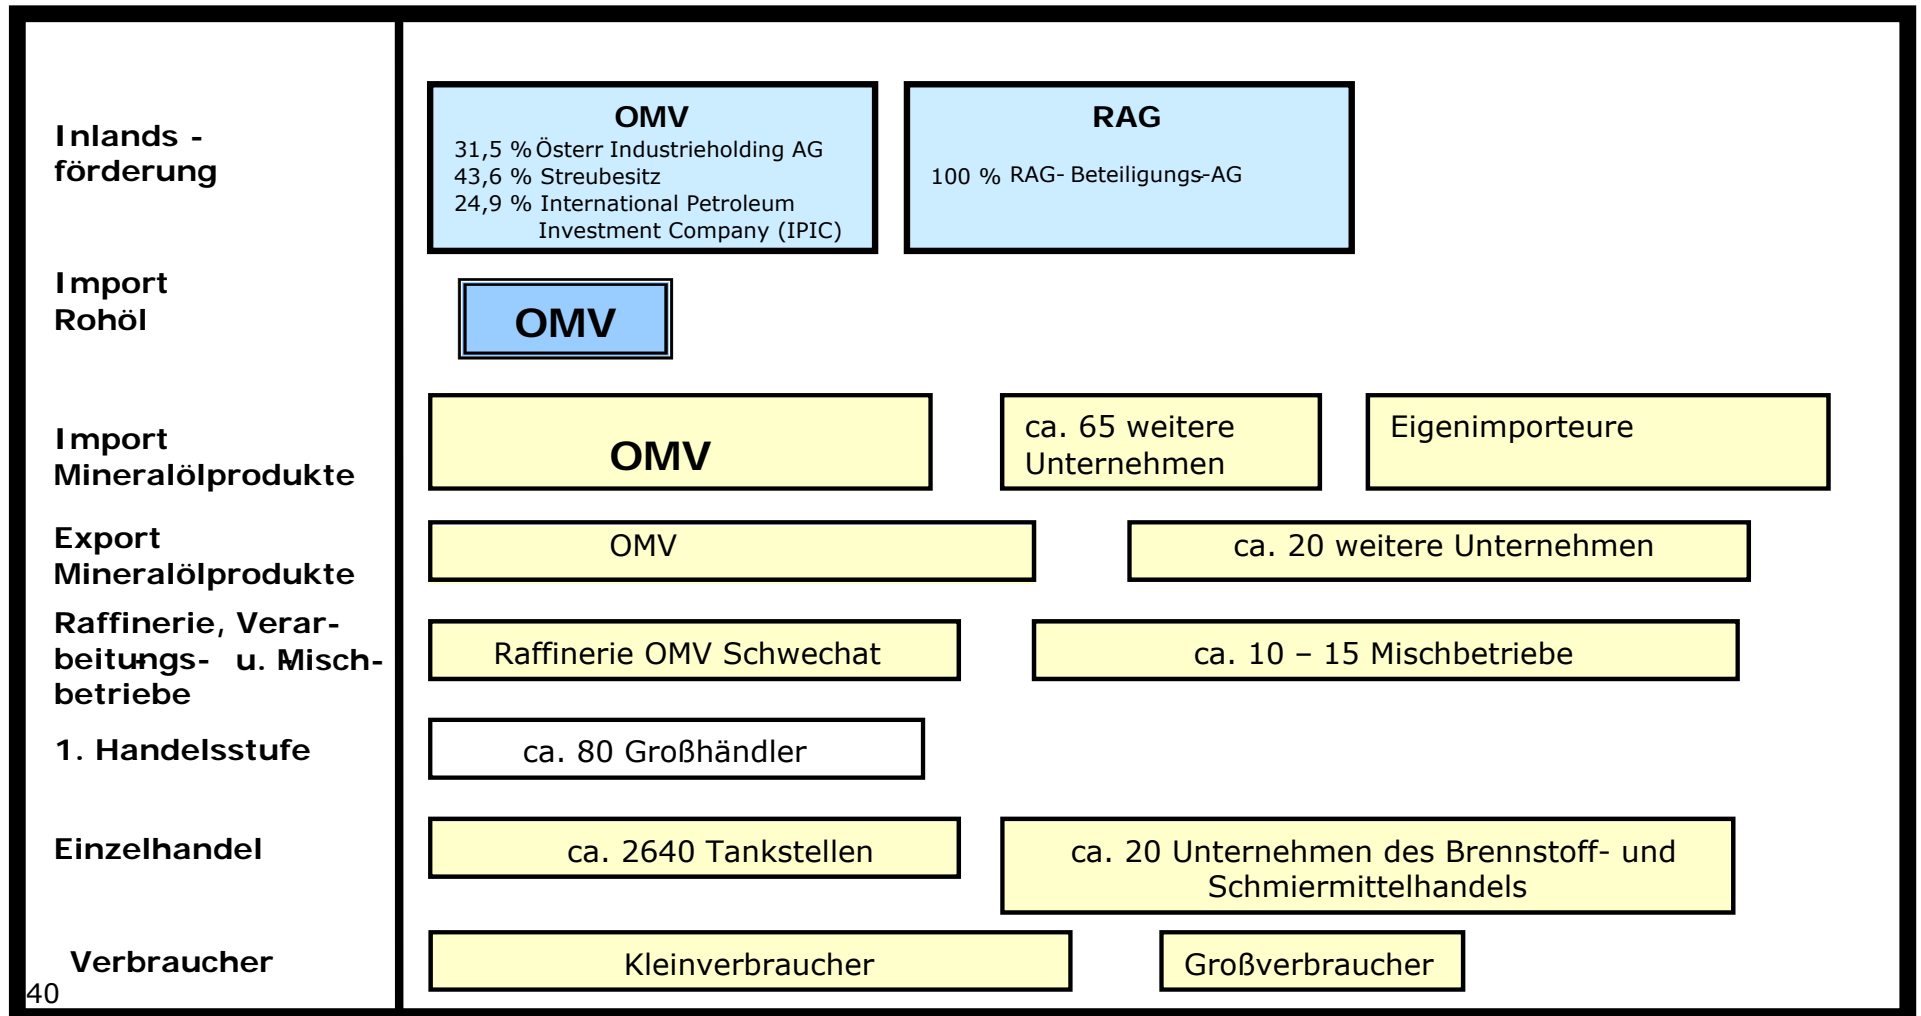 Inlands -
förderung
OMV
31,5 % Österr Industrieholding AG
43,6 % Streubesitz
24,9 % International Petroleum
Investment Company (IPIC)
RAG
100 % RAG- Beteiligungs-AG
Import
Rohöl
OMV
Import
Mineralölprodukte
OMV
ca. 65 weitere
Unternehmen
Eigenimporteure
Export
Mineralölprodukte
OMV
ca. 20 weitere Unternehmen
Raffinerie, Verar-
beitungs- u. Misch-
betriebe
Raffinerie OMV Schwechat
ca. 10 – 15 Mischbetriebe
1. Handelsstufe
ca. 80 Großhändler
Einzelhandel
ca. 2640 Tankstellen
ca. 20 Unternehmen des Brennstoff- und
Schmiermittelhandels
Verbraucher
Kleinverbraucher
Großverbraucher
40